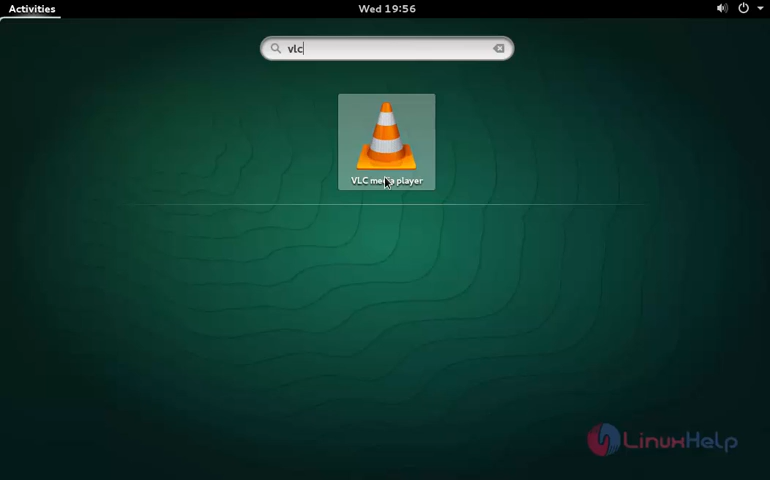 Activities
Wed 19:56
vlc
VLC media player
LinuxHelp